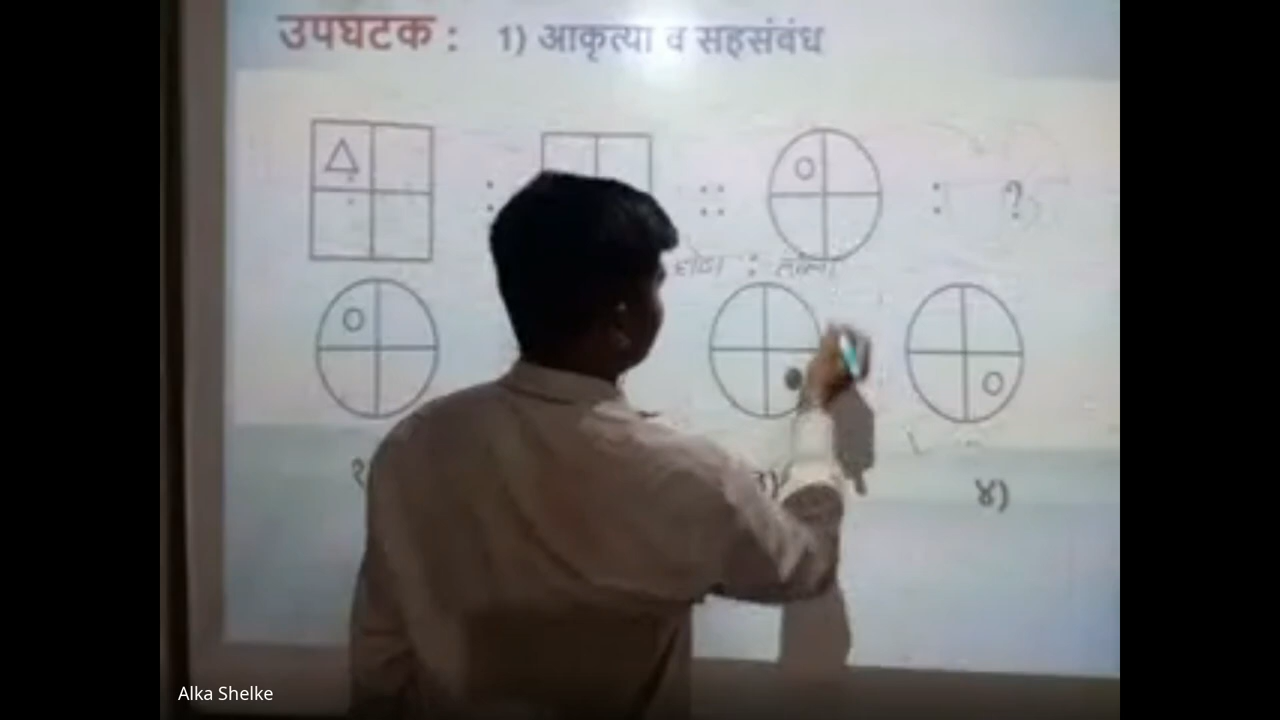 उपघटक : 1) आकृत्या व सहसंबंध
: :: : ?
:
४)
Alka Shelke